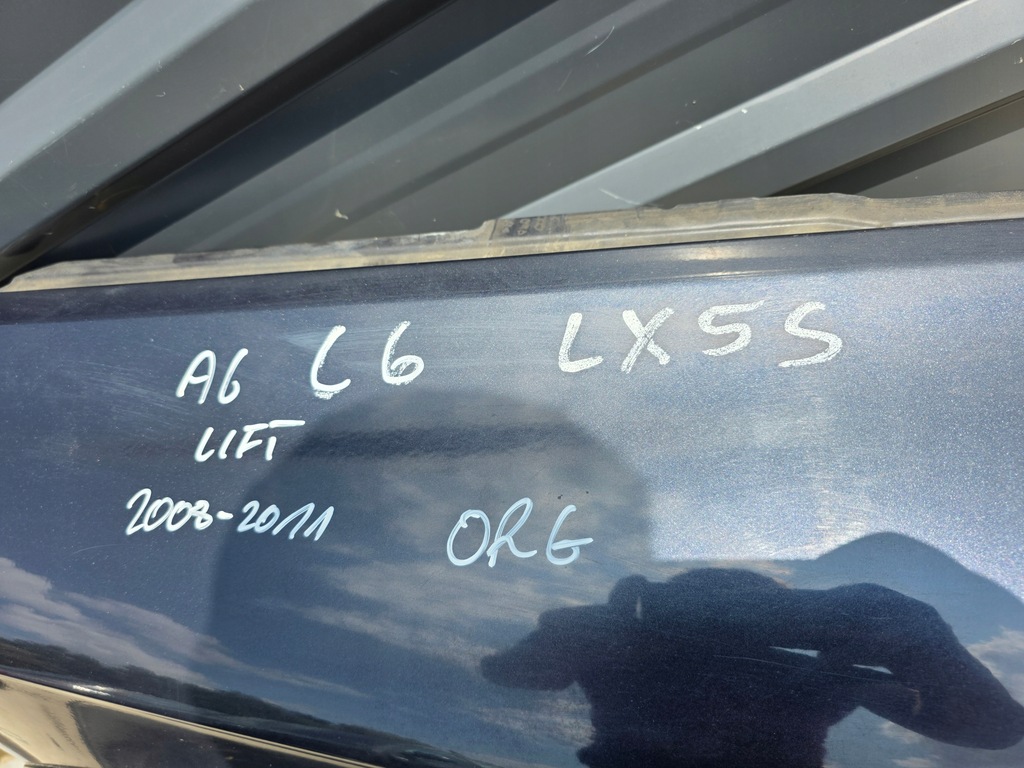 A6 C6 LX5S
LIFT
2008-2011
ORG